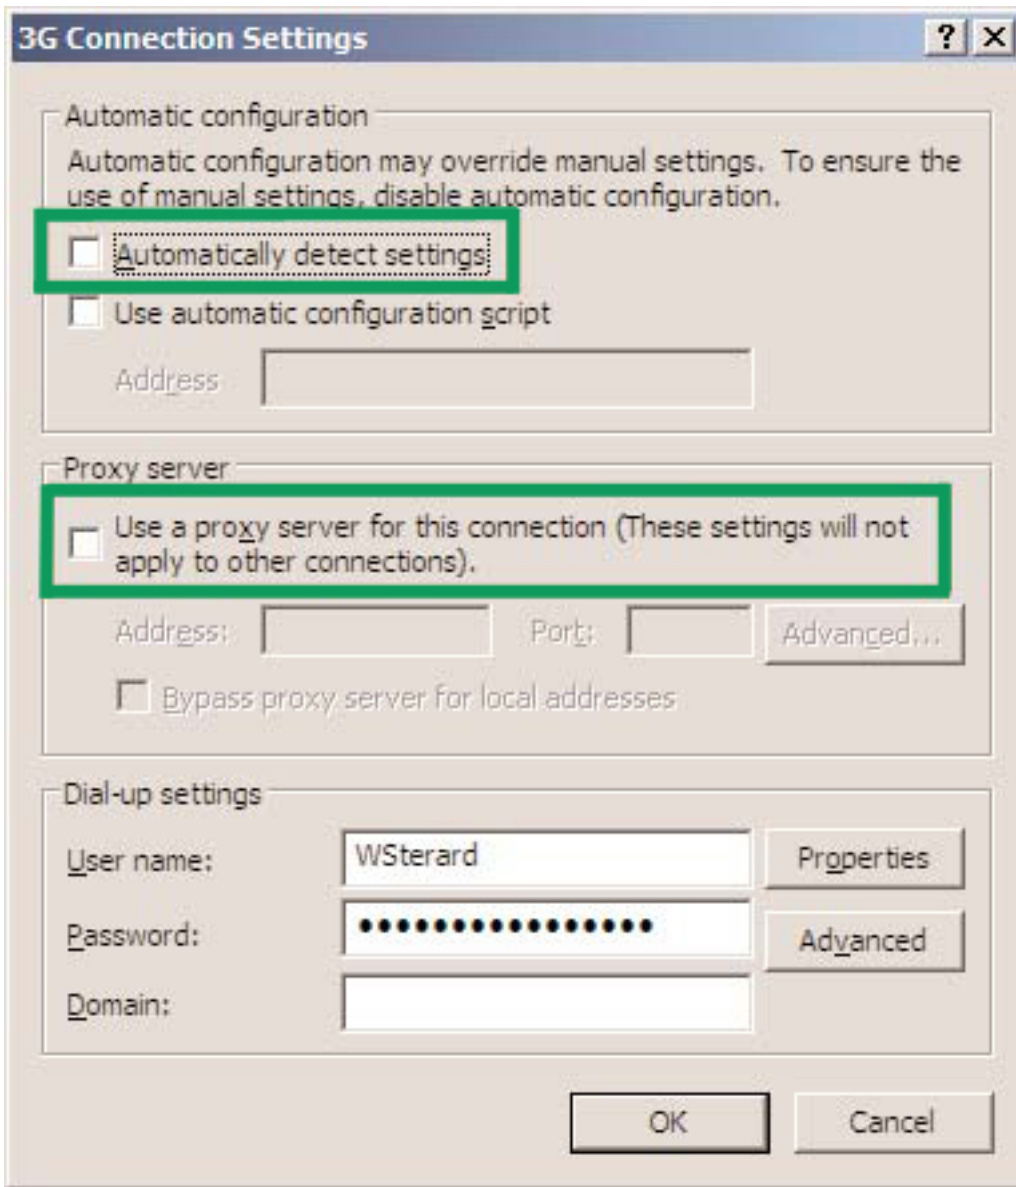 3G Connection Settings
Automatic configuration
Automatic configuration may override manual settings. To ensure the
use of manual settings, disable automatic configuration.
Automatically detect settings
Use automatic configuration script
Address
Proxy server
Use a proxy server for this connection (These settings will not
apply to other connections).
Address: Port: Advanced...
Bypass proxy server for local addresses
Dial-up settings
User name: WSterard Properties
Password: •••••••••••••••• Advanced
Domain:
OK Cancel